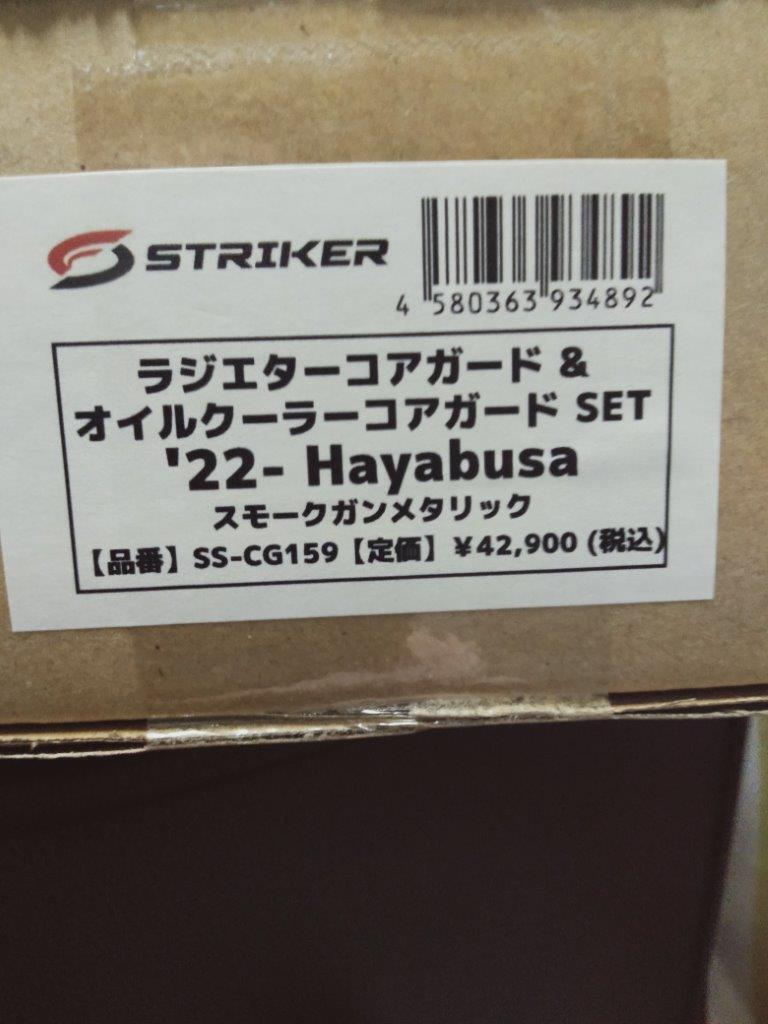 STRIKER
4 580363 934892
ラジエターコアガード &
オイルクーラーコアガード SET
'22- Hayabusa
スモークガンメタリック
【品番】SS-CG159【定価】￥42,900 (税込)